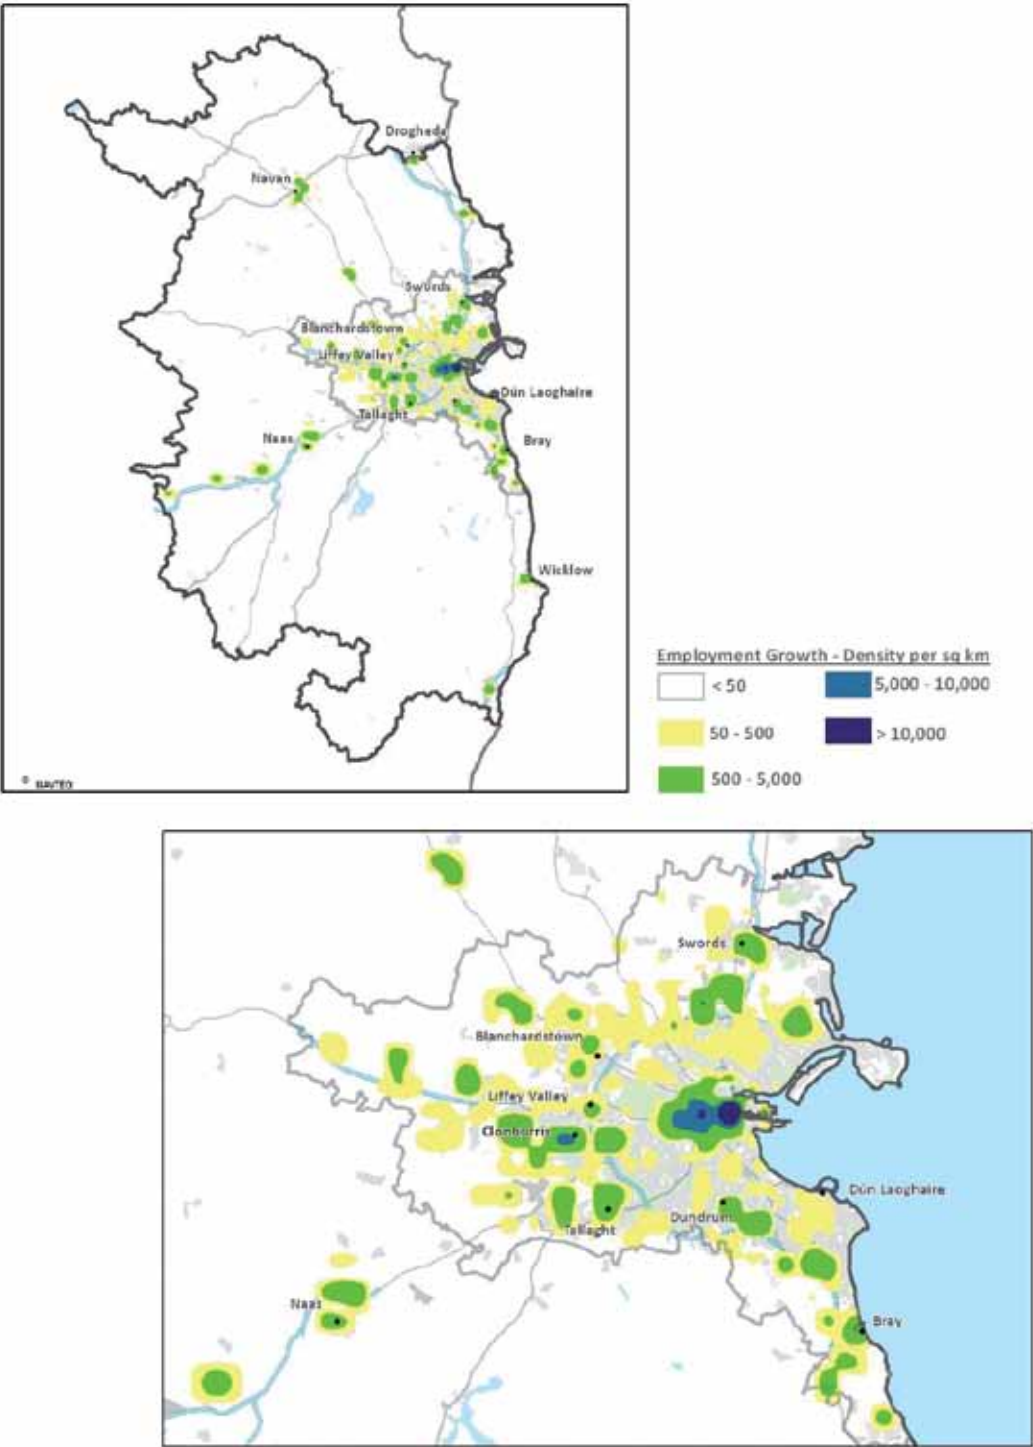 Drogheda
Navan
Swords
Blanchardstown
Liffey Valley
Dún Laoghaire
Tallaght
Naas
Bray
Wicklow
© NAVTEQ
Employment Growth - Density per sq km
< 50
5,000 - 10,000
50 - 500
> 10,000
500 - 5,000
Swords
Blanchardstown
Liffey Valley
Clonburris
Dún Laoghaire
Dundrum
Tallaght
Naas
Bray